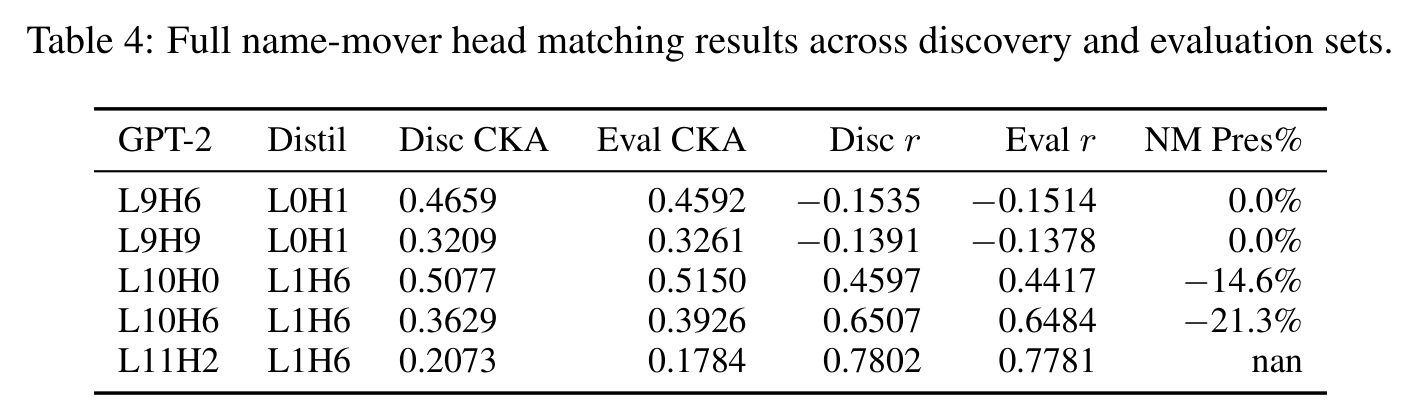 Table 4: Full name-mover head matching results across discovery and evaluation sets.
GPT-2 Distil Disc CKA Eval CKA Disc r Eval r NM Pres%
L9H6 L0H1 0.4659 0.4592 −0.1535 −0.1514 0.0%
L9H9 L0H1 0.3209 0.3261 −0.1391 −0.1378 0.0%
L10H0 L1H6 0.5077 0.5150 0.4597 0.4417 −14.6%
L10H6 L1H6 0.3629 0.3926 0.6507 0.6484 −21.3%
L11H2 L1H6 0.2073 0.1784 0.7802 0.7781 nan